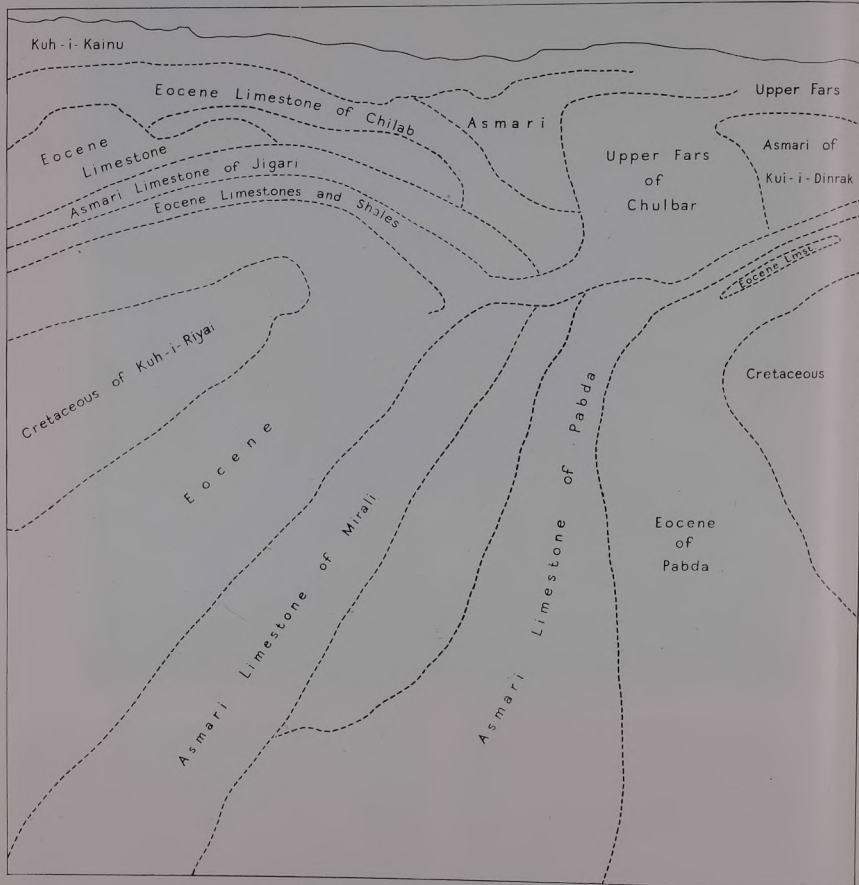 Kuh-i-Kainu
Eocene Limestone of Chilab
Upper Fars
Asmari
Eocene
Limestone
Asmari of
Kui-i-Dinrak
Upper Fars
of
Chulbar
Asmari Limestone of Jigari
Eocene Limestones and Shales
Eocene Lmst.
Cretaceous of Kuh-i-Riyai
Cretaceous
Eocene
Asmari Limestone of Mirali
Asmari Limestone of Pabda
Eocene
of
Pabda